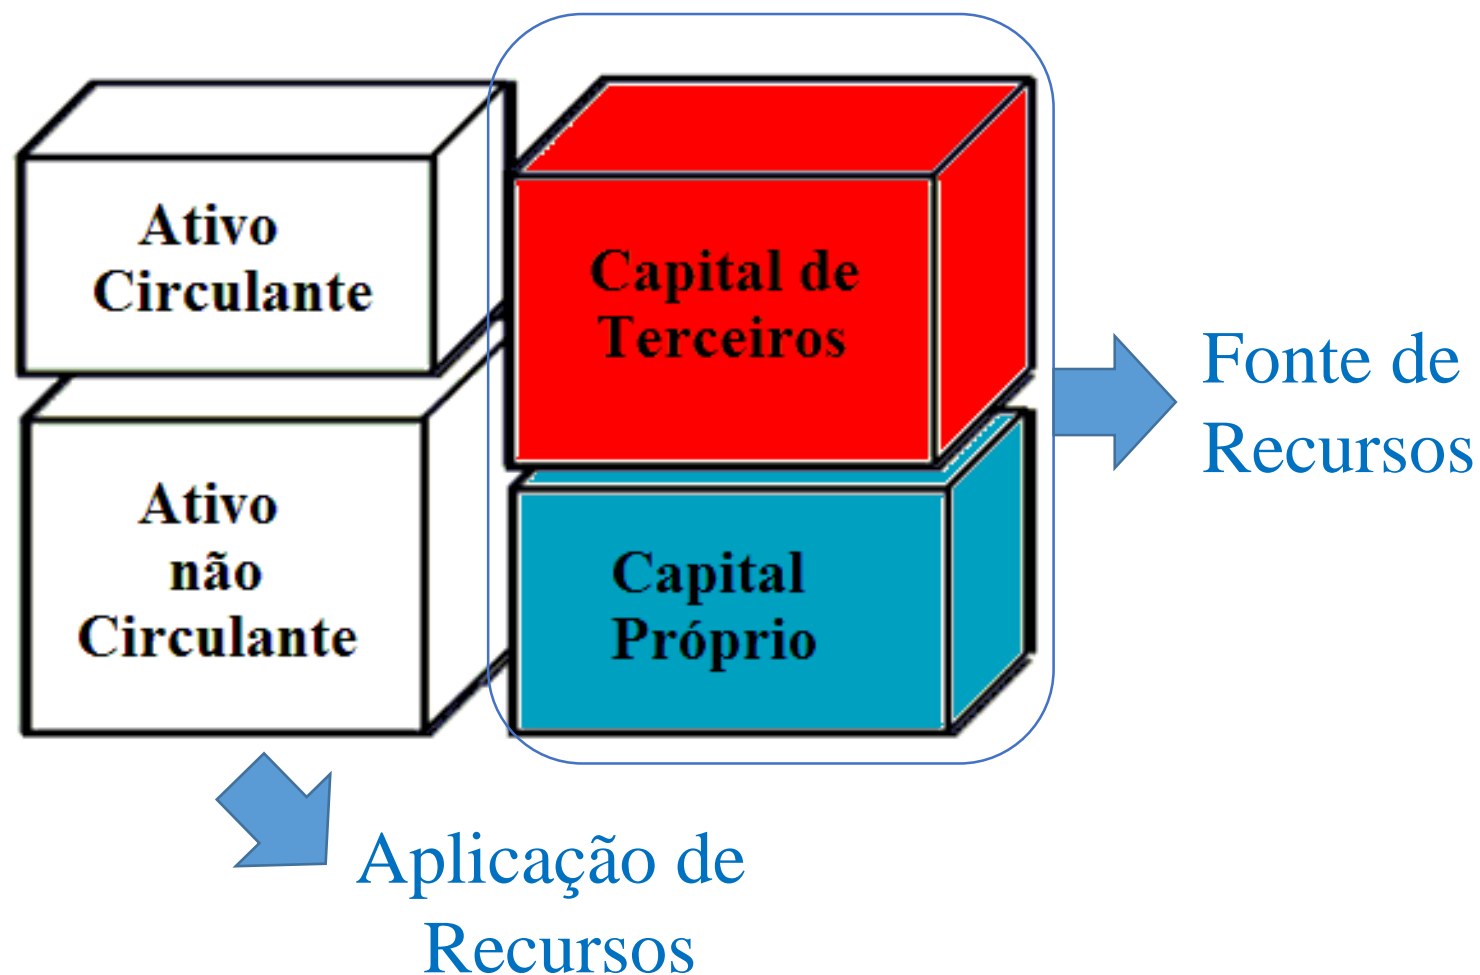 Ativo
Circulante
Ativo
não
Circulante
Capital de
Terceiros
Capital
Próprio
Fonte de
Recursos
Aplicação de
Recursos